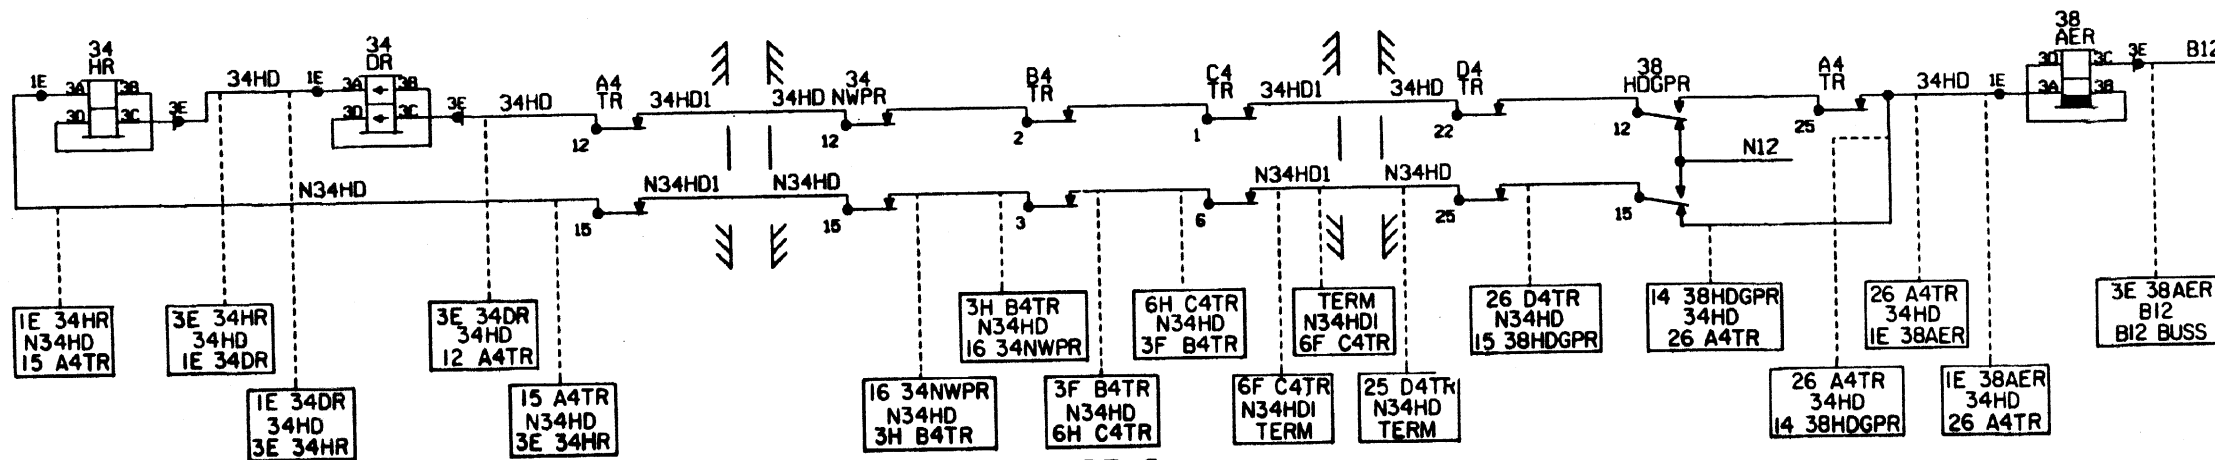 34
HR
1E
3A
3B
3D
3C
3E
34HD
34
DR
1E
3A
3B
3D
3C
3E
34HD
A4
TR
12
34HD1
34HD
34
NWPR
12
B4
TR
2
C4
TR
1
34HD1
34HD
D4
TR
22
38
HDGPR
12
A4
TR
25
34HD
1E
38
AER
3D
3C
3A
3B
3E
B12
N12
N34HD
15
N34HD1
N34HD
15
3
6
N34HD1
N34HD
25
15
1E 34HR
N34HD
15 A4TR
3E 34HR
34HD
1E 34DR
1E 34DR
34HD
3E 34HR
3E 34DR
34HD
12 A4TR
15 A4TR
N34HD
3E 34HR
16 34NWPR
N34HD
3H B4TR
3H B4TR
N34HD
16 34NWPR
3F B4TR
N34HD
6H C4TR
6H C4TR
N34HD
3F B4TR
6F C4TR
N34HD1
TERM
TERM
N34HD1
6F C4TR
25 D4TR
N34HD
TERM
26 D4TR
N34HD
15 38HDGPR
14 38HDGPR
34HD
26 A4TR
26 A4TR
34HD
14 38HDGPR
26 A4TR
34HD
1E 38AER
1E 38AER
34HD
26 A4TR
3E 38AER
B12
B12 BUSS